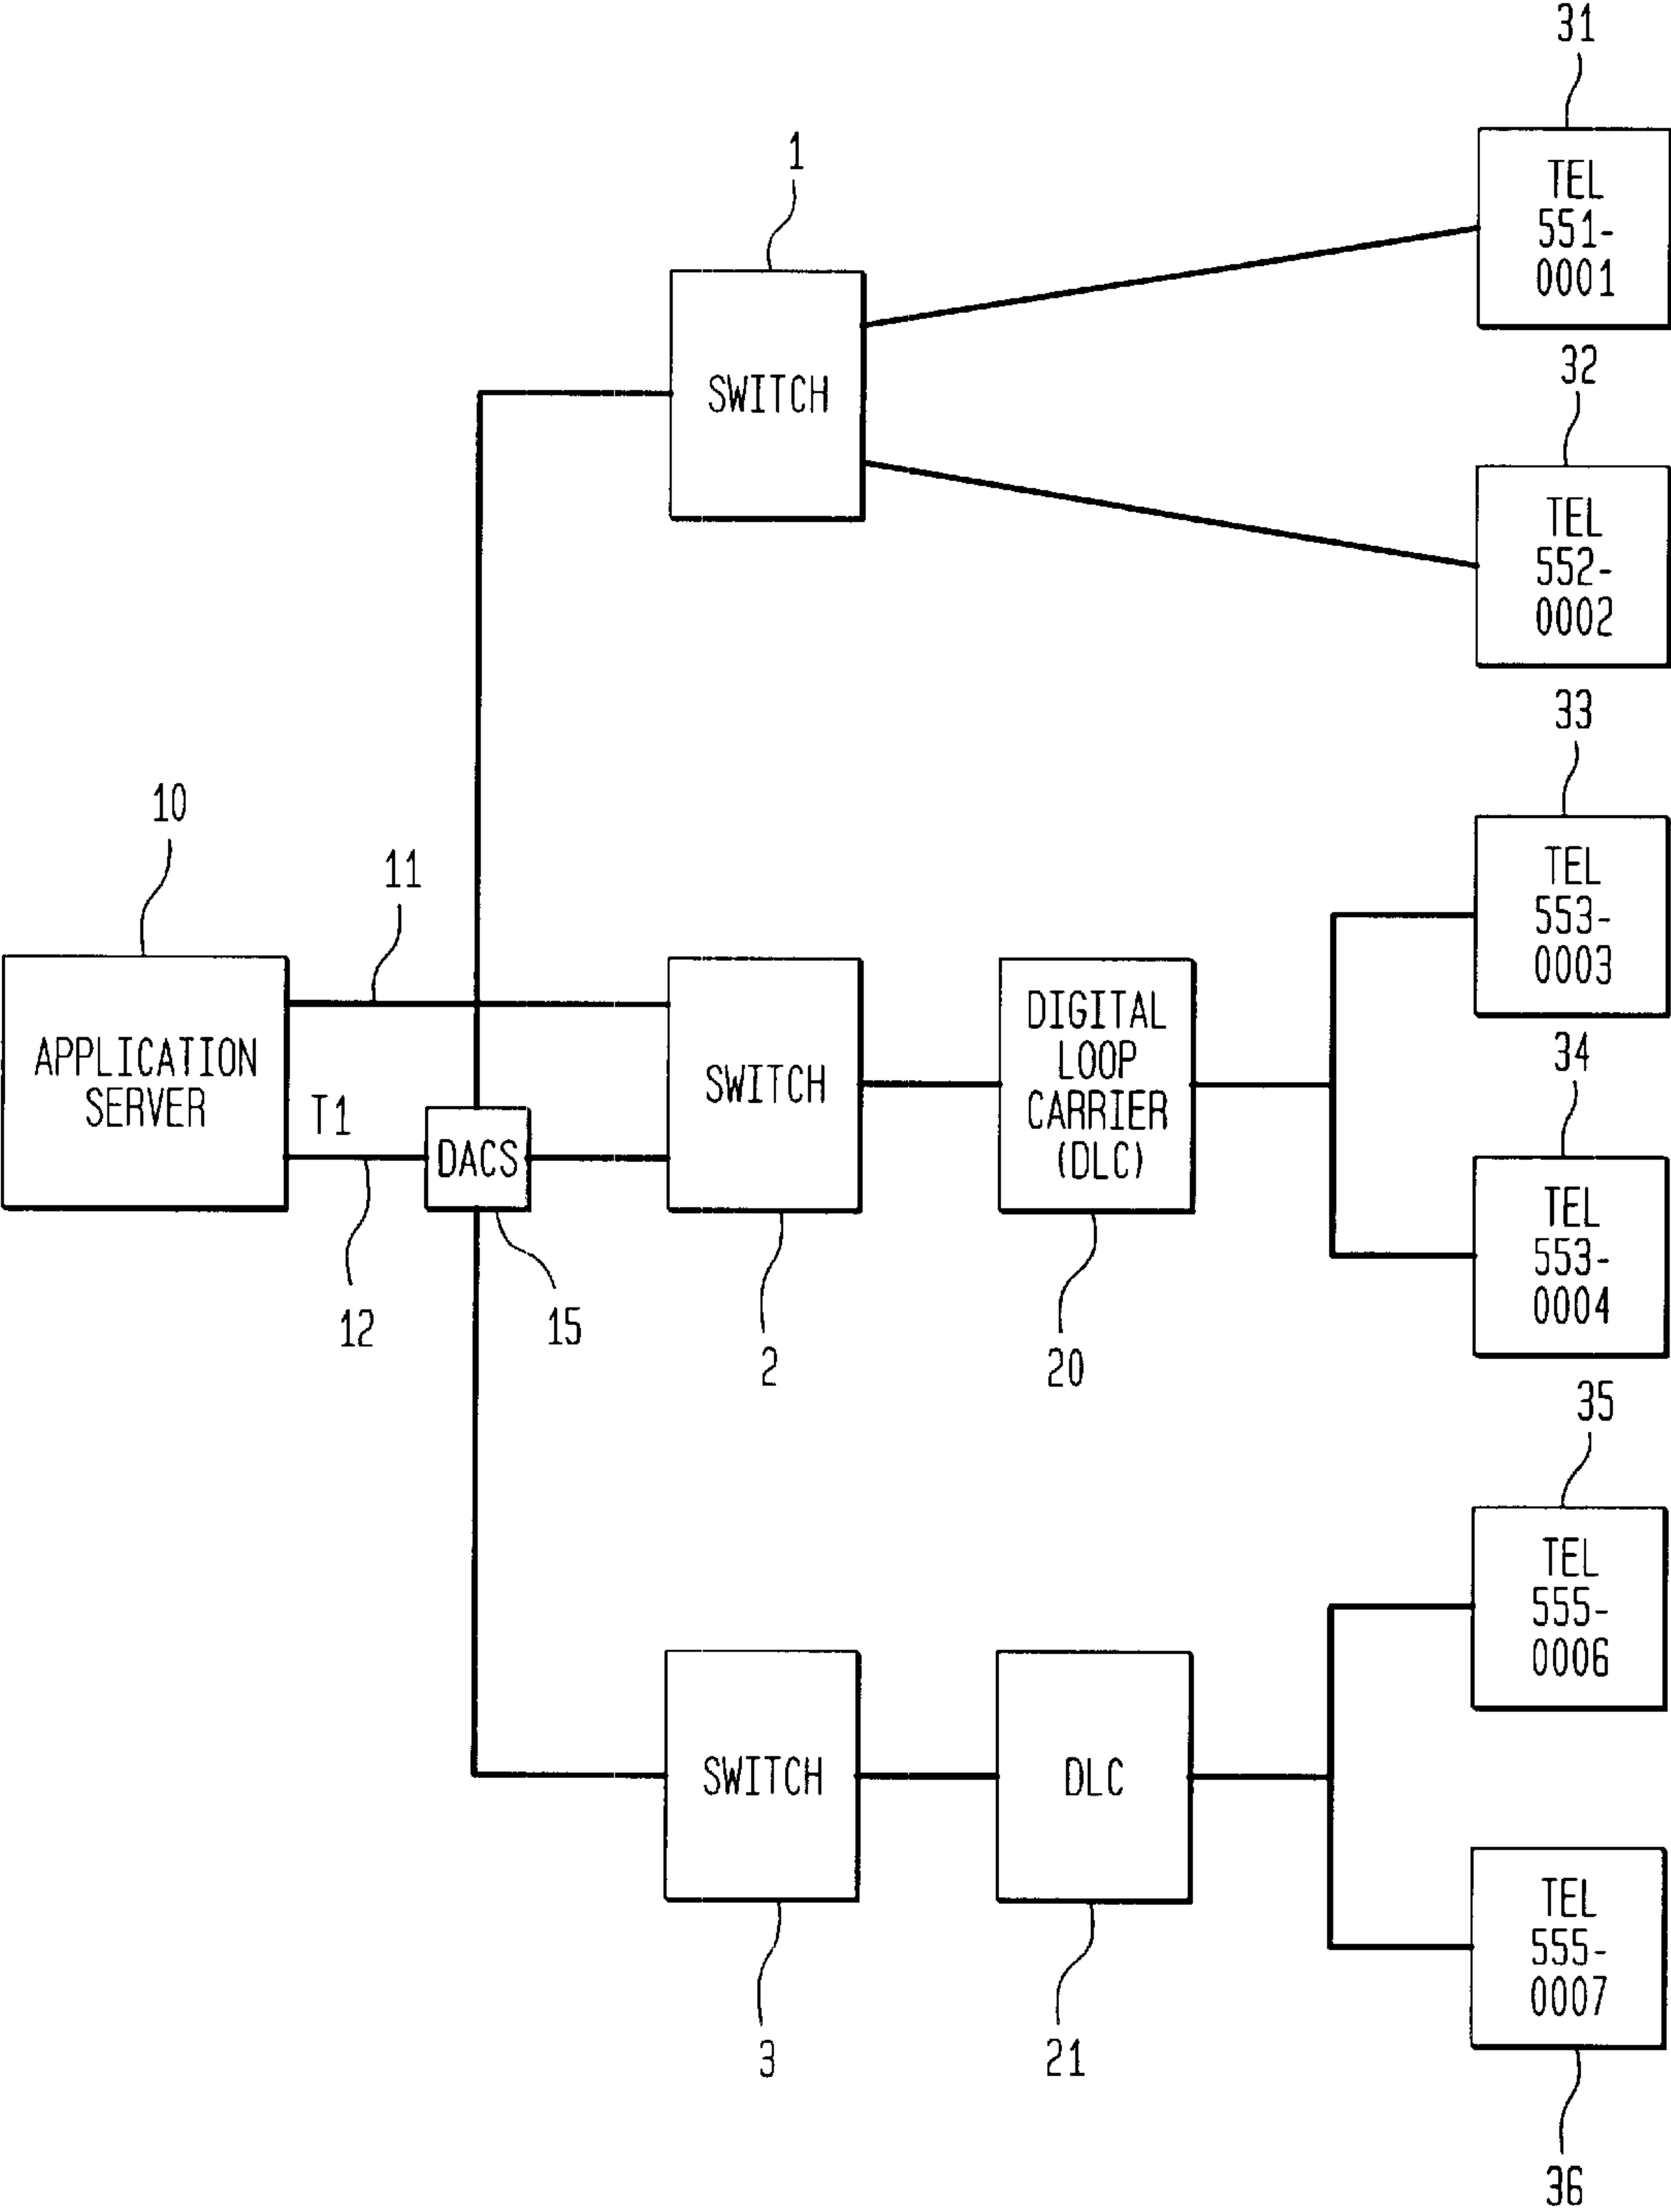 31
TEL
551-
0001
1
SWITCH
32
TEL
552-
0002
33
TEL
553-
0003
10
APPLICATION
SERVER
11
T1
12
DACS
15
SWITCH
2
DIGITAL
LOOP
CARRIER
(DLC)
20
34
TEL
553-
0004
35
TEL
555-
0006
SWITCH
3
DLC
21
TEL
555-
0007
36